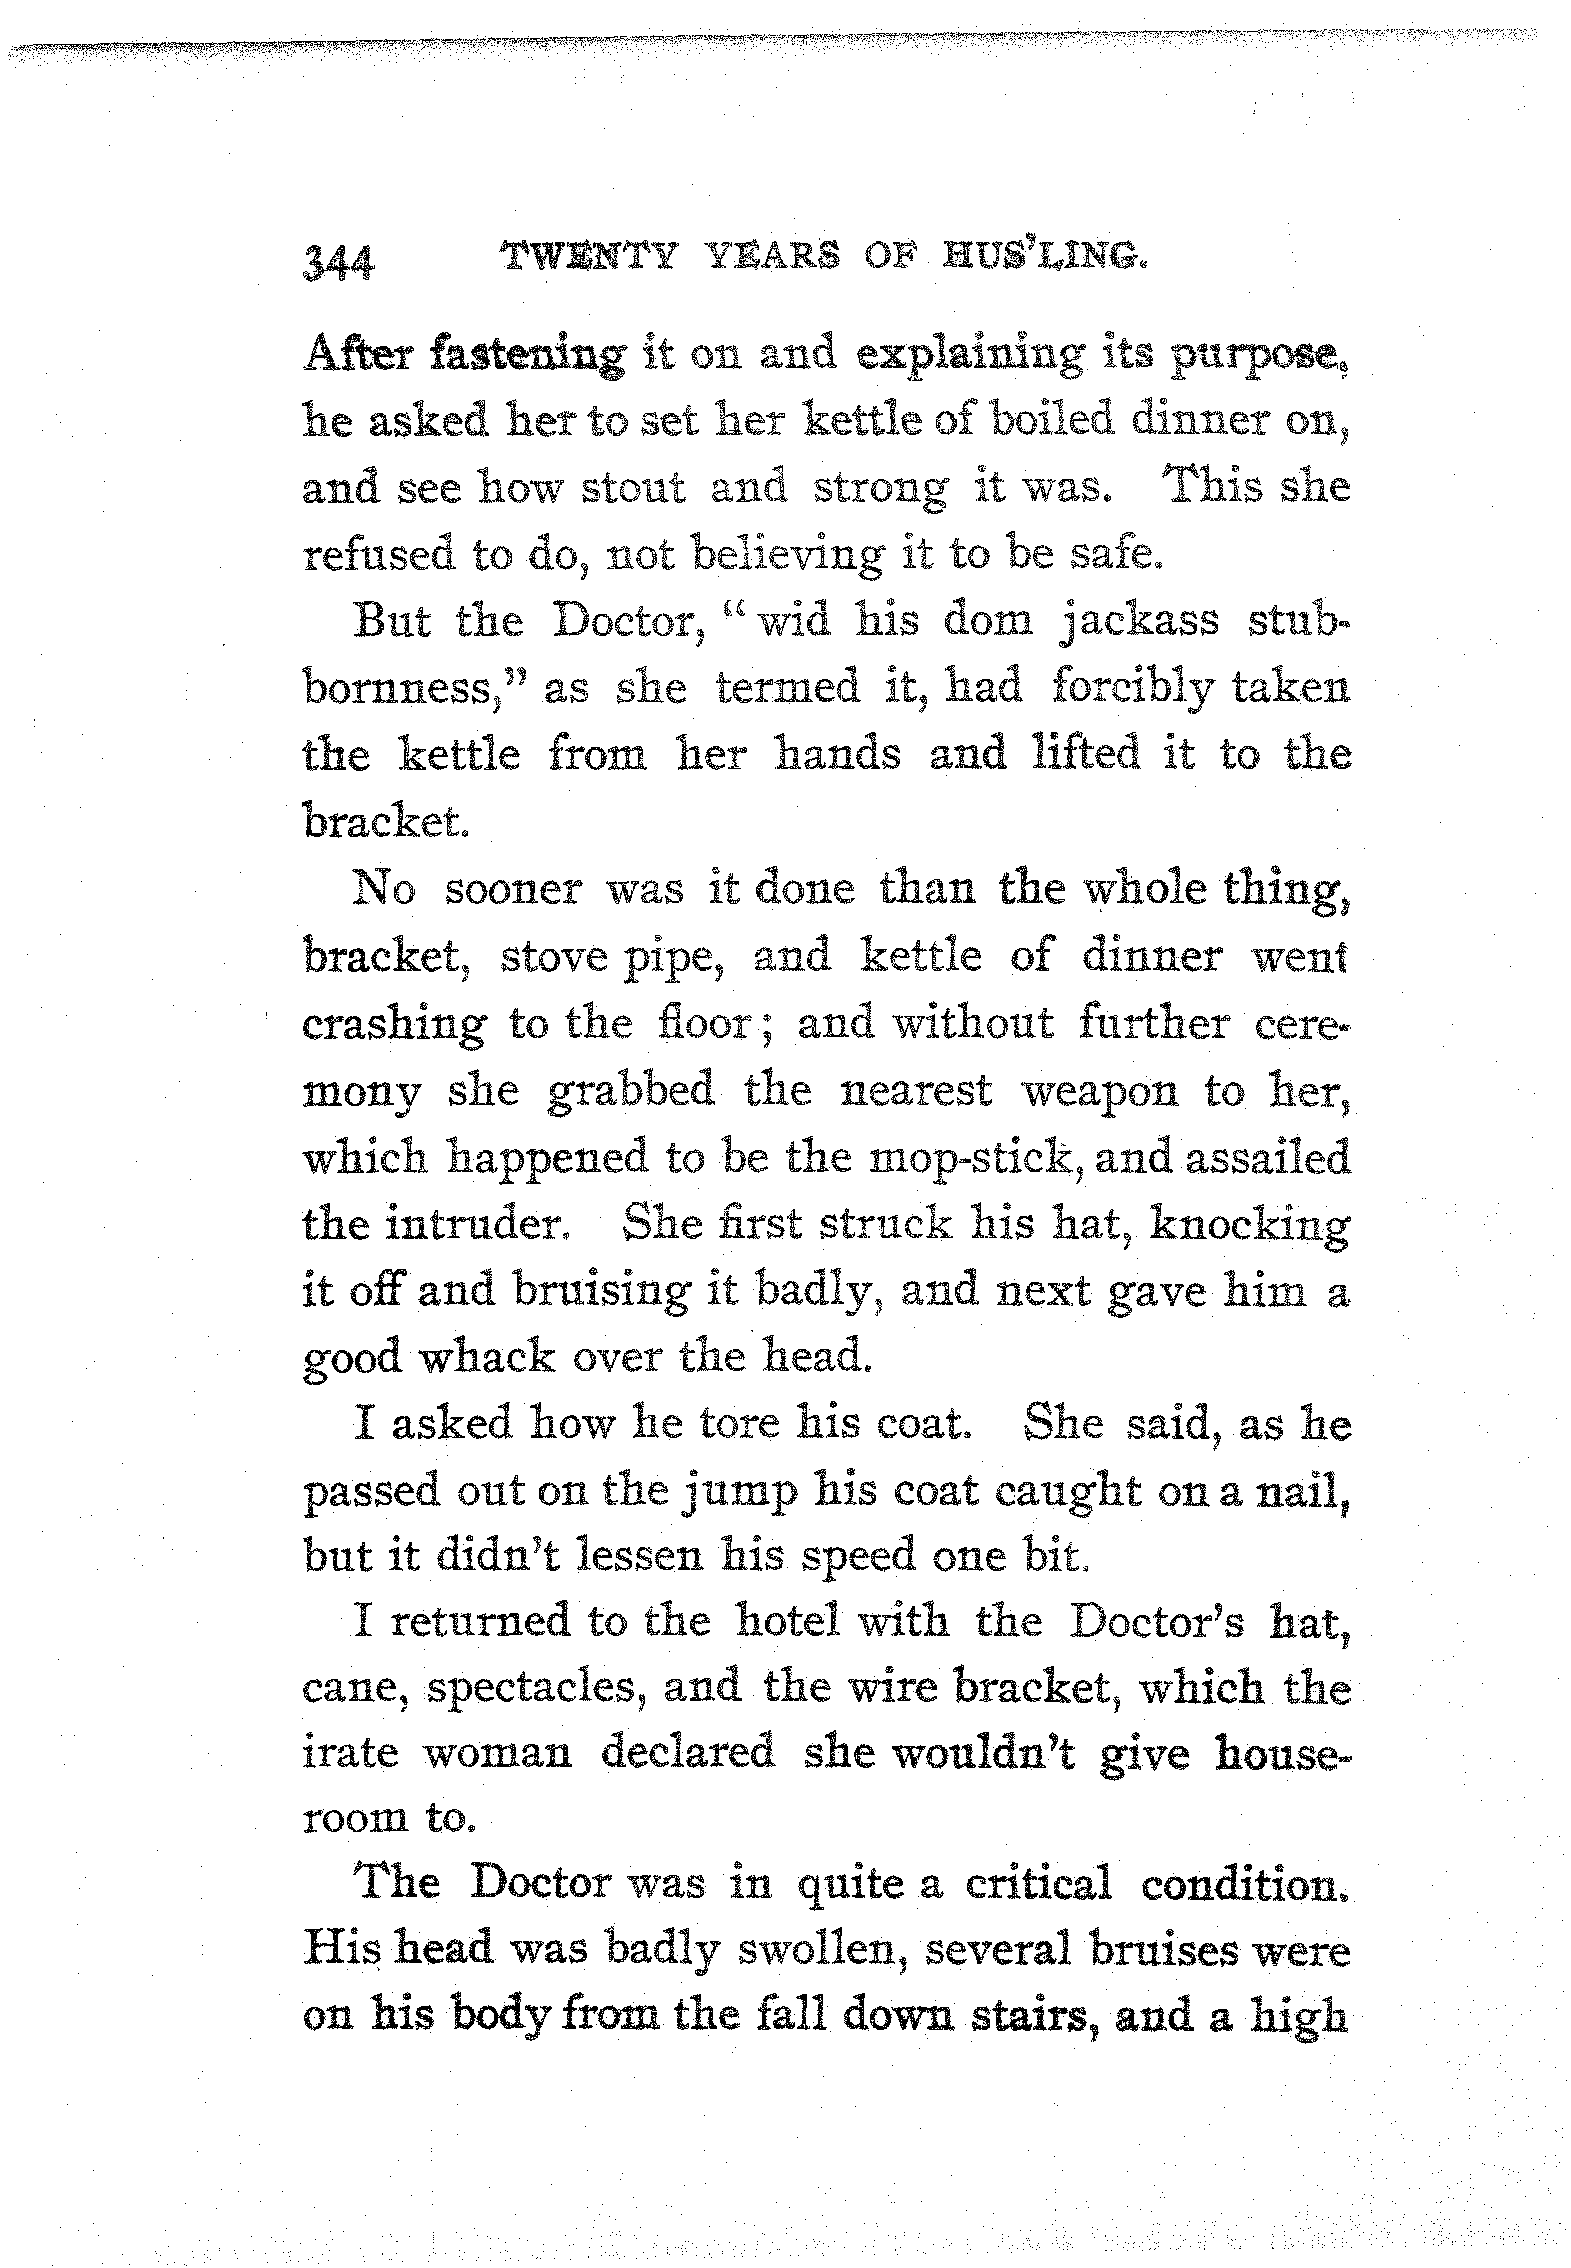 344 TWENTY YEARS OF HUS'LING.
After fastening it on and explaining its purpose,
he asked her to set her kettle of boiled dinner on,
and see how stout and strong it was. This she
refused to do, not believing it to be safe.
But the Doctor, "wid his dom jackass stub-
bornness," as she termed it, had forcibly taken
the kettle from her hands and lifted it to the
bracket.
No sooner was it done than the whole thing,
bracket, stove pipe, and kettle of dinner went
crashing to the floor; and without further cere-
mony she grabbed the nearest weapon to her,
which happened to be the mop-stick, and assailed
the intruder. She first struck his hat, knocking
it off and bruising it badly, and next gave him a
good whack over the head.
I asked how he tore his coat. She said, as he
passed out on the jump his coat caught on a nail,
but it didn't lessen his speed one bit.
I returned to the hotel with the Doctor's hat,
cane, spectacles, and the wire bracket, which the
irate woman declared she wouldn't give house-
room to.
The Doctor was in quite a critical condition.
His head was badly swollen, several bruises were
on his body from the fall down stairs, and a high